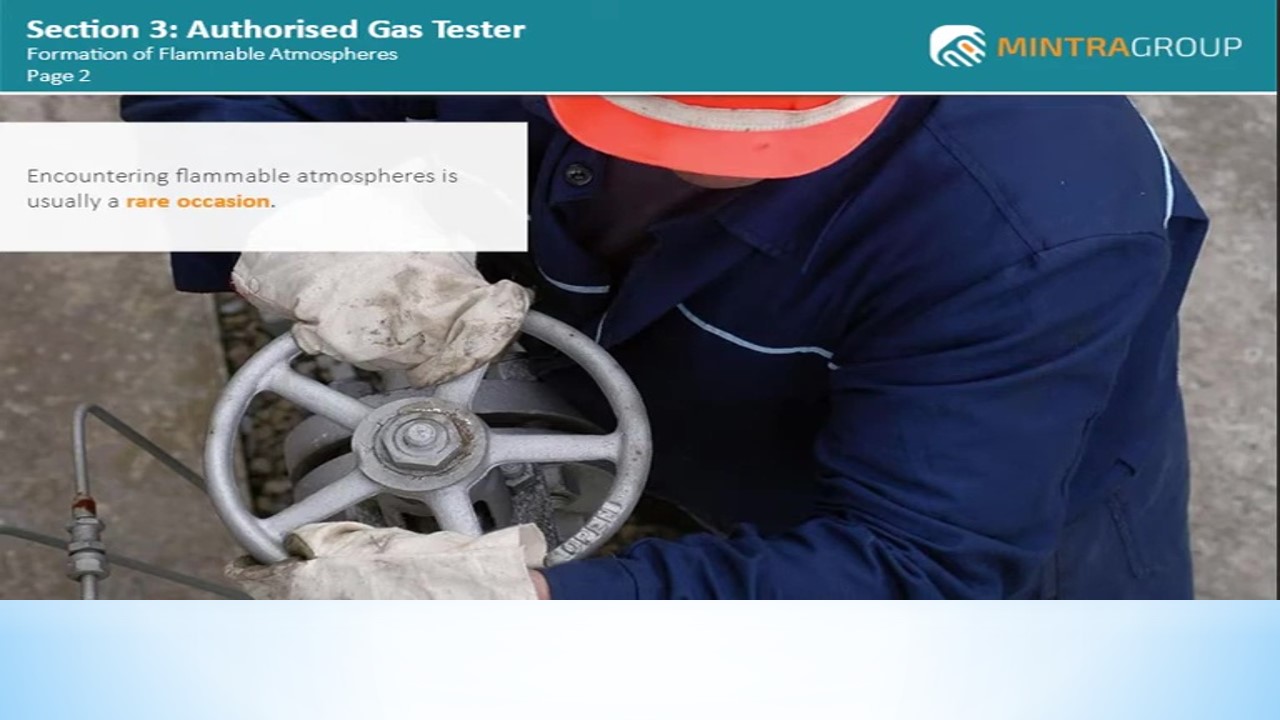 Section 3: Authorised Gas Tester
Formation of Flammable Atmospheres
Page 2
MINTRAGROUP
Encountering flammable atmospheres is
usually a rare occasion.
OPEN